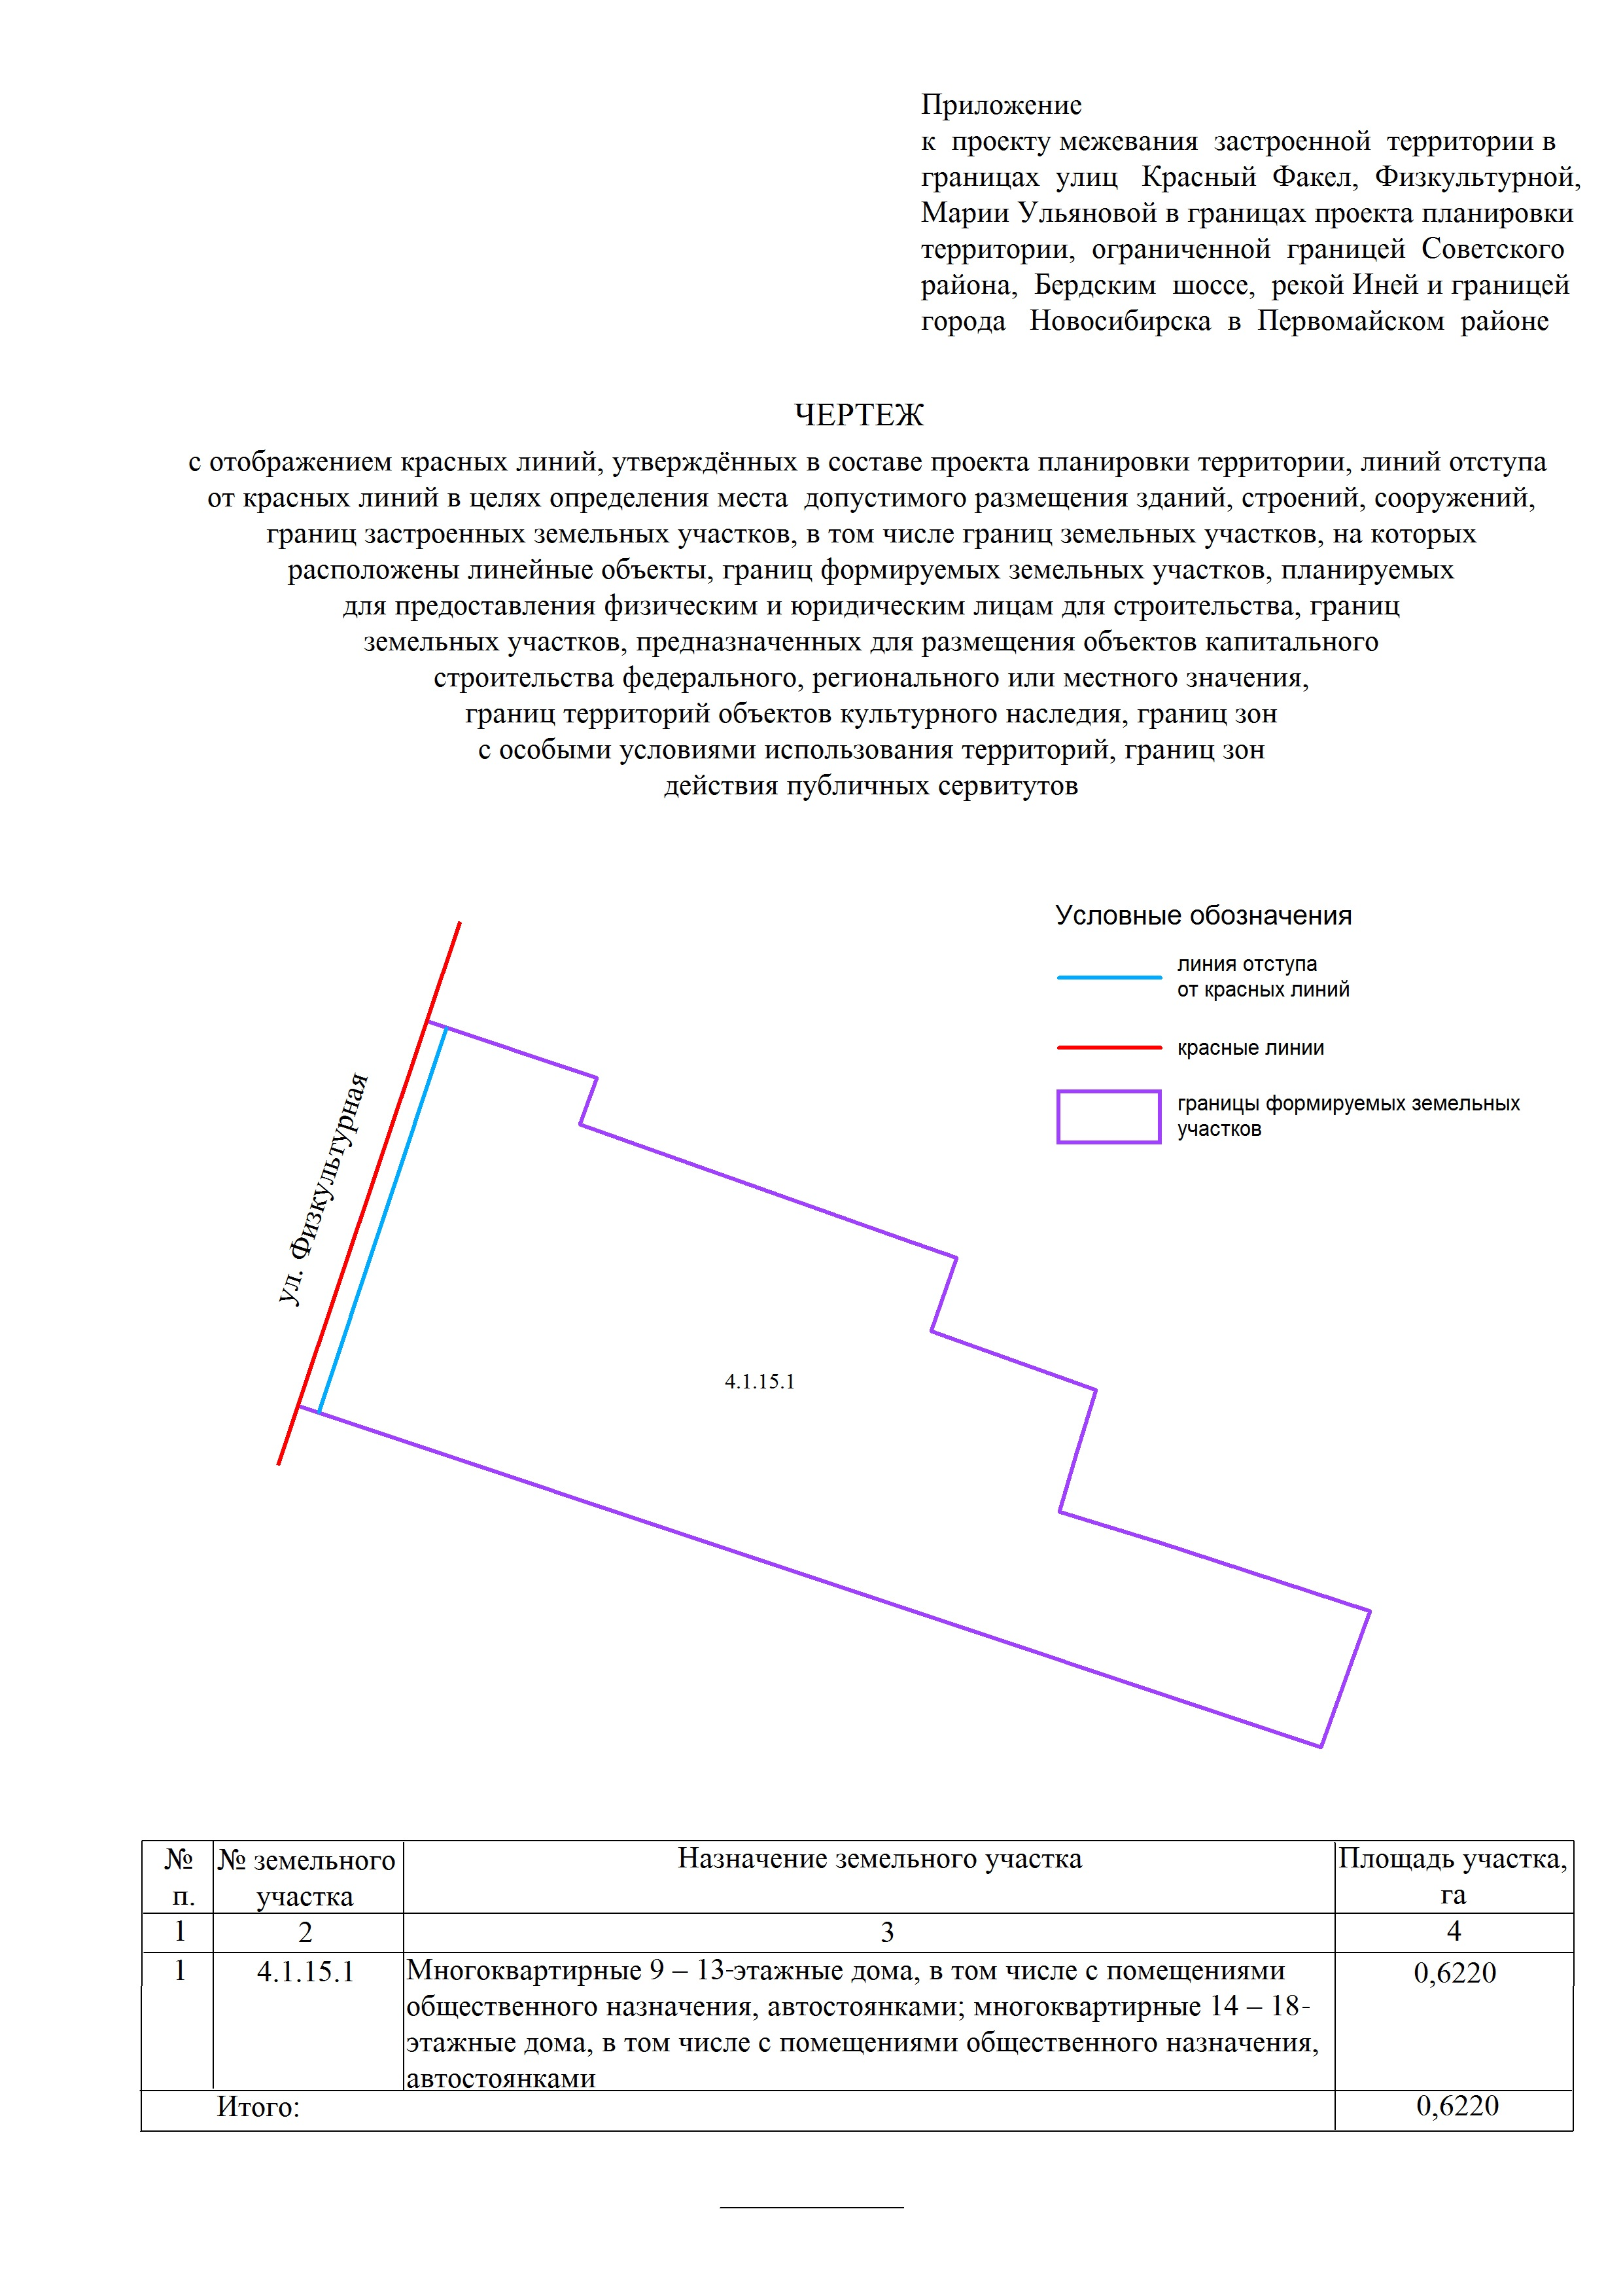 Приложение
к проекту межевания застроенной территории в
границах улиц Красный Факел, Физкультурной,
Марии Ульяновой в границах проекта планировки
территории, ограниченной границей Советского
района, Бердским шоссе, рекой Иней и границей
города Новосибирска в Первомайском районе
ЧЕРТЕЖ
с отображением красных линий, утверждённых в составе проекта планировки территории, линий отступа
от красных линий в целях определения места допустимого размещения зданий, строений, сооружений,
границ застроенных земельных участков, в том числе границ земельных участков, на которых
расположены линейные объекты, границ формируемых земельных участков, планируемых
для предоставления физическим и юридическим лицам для строительства, границ
земельных участков, предназначенных для размещения объектов капитального
строительства федерального, регионального или местного значения,
границ территорий объектов культурного наследия, границ зон
с особыми условиями использования территорий, границ зон
действия публичных сервитутов
Условные обозначения
линия отступа
от красных линий
красные линии
границы формируемых земельных
участков
ул. Физкультурная
4.1.15.1
№ п.
№ земельного участка
Назначение земельного участка
Площадь участка, га
1 2 3 4
1 4.1.15.1
Многоквартирные 9 – 13-этажные дома, в том числе с помещениями
общественного назначения, автостоянками; многоквартирные 14 – 18-
этажные дома, в том числе с помещениями общественного назначения,
автостоянками
0,6220
Итого: 0,6220